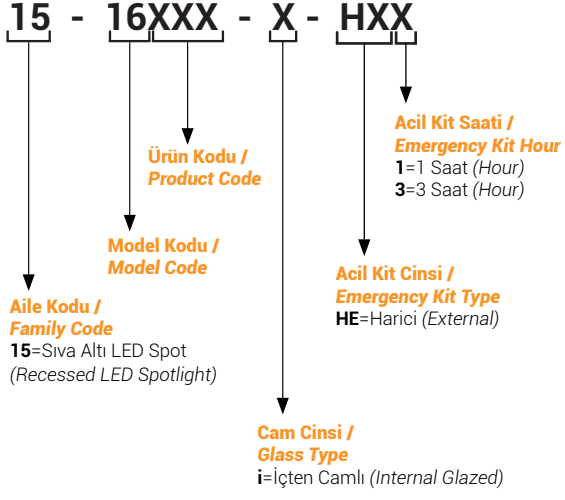 15 - 16XXX - X - HXX
Acil Kit Saati /
Emergency Kit Hour
1=1 Saat (Hour)
3=3 Saat (Hour)
Ürün Kodu /
Product Code
Model Kodu /
Model Code
Acil Kit Cinsi /
Emergency Kit Type
HE=Harici (External)
Aile Kodu /
Family Code
15=Sıva Altı LED Spot
(Recessed LED Spotlight)
Cam Cinsi /
Glass Type
i=İçten Camlı (Internal Glazed)